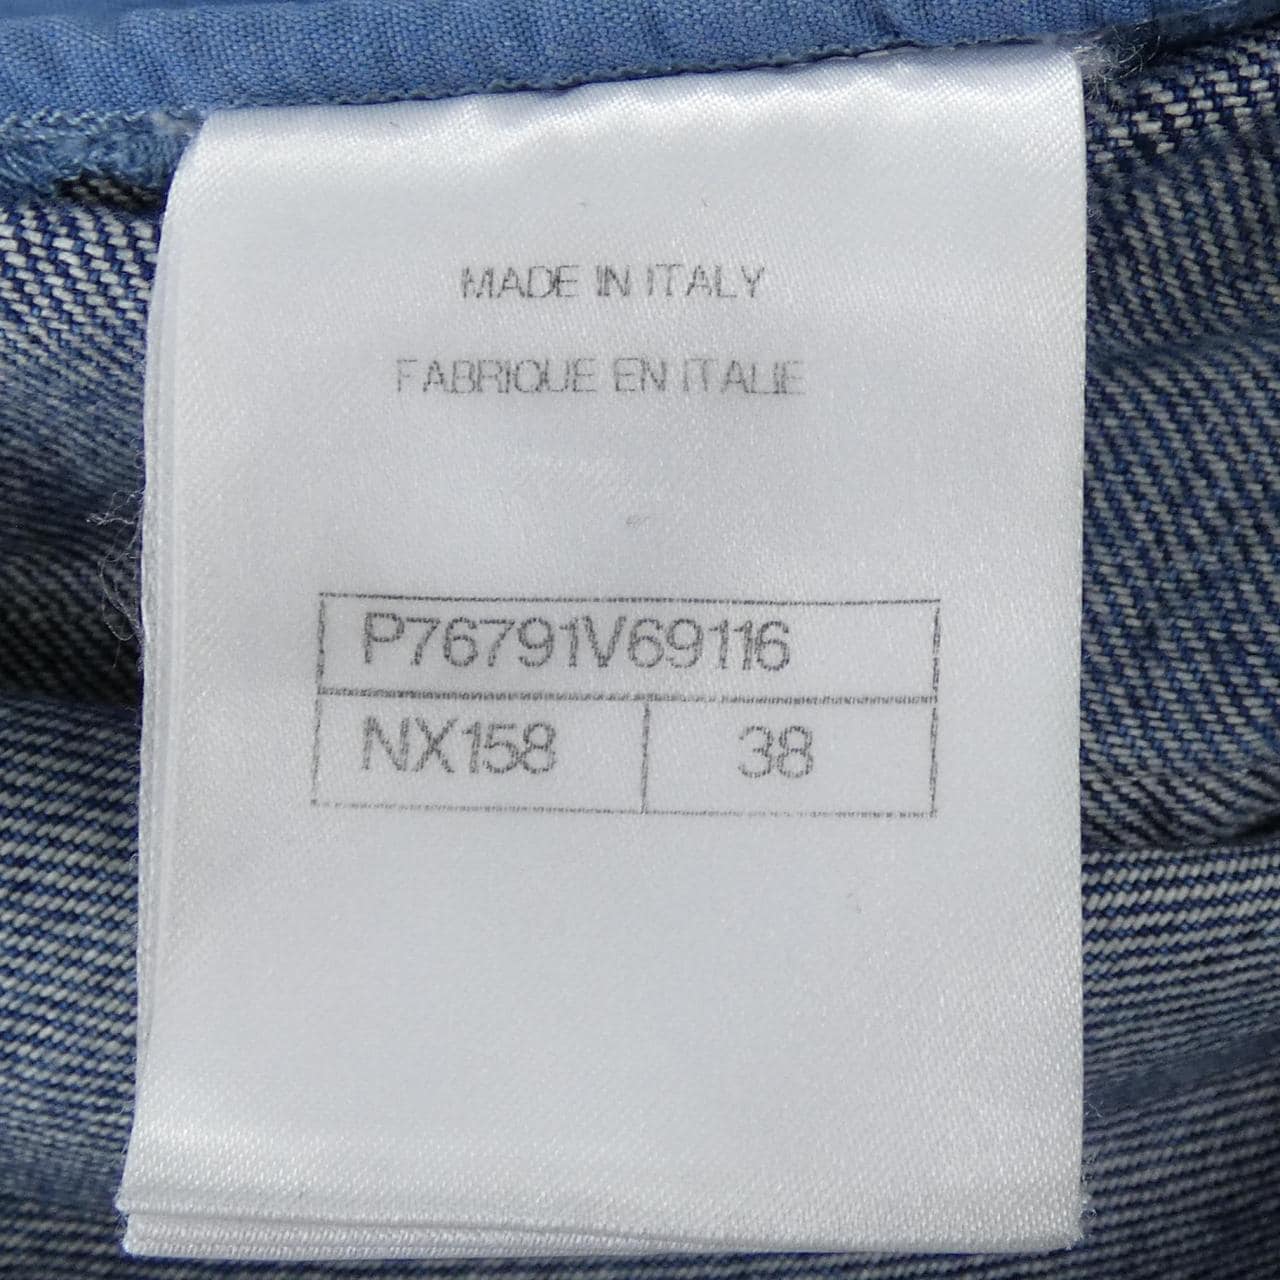 MADE IN ITALY
FABRIQUE EN ITALIE
P76791V69116
NX158 38